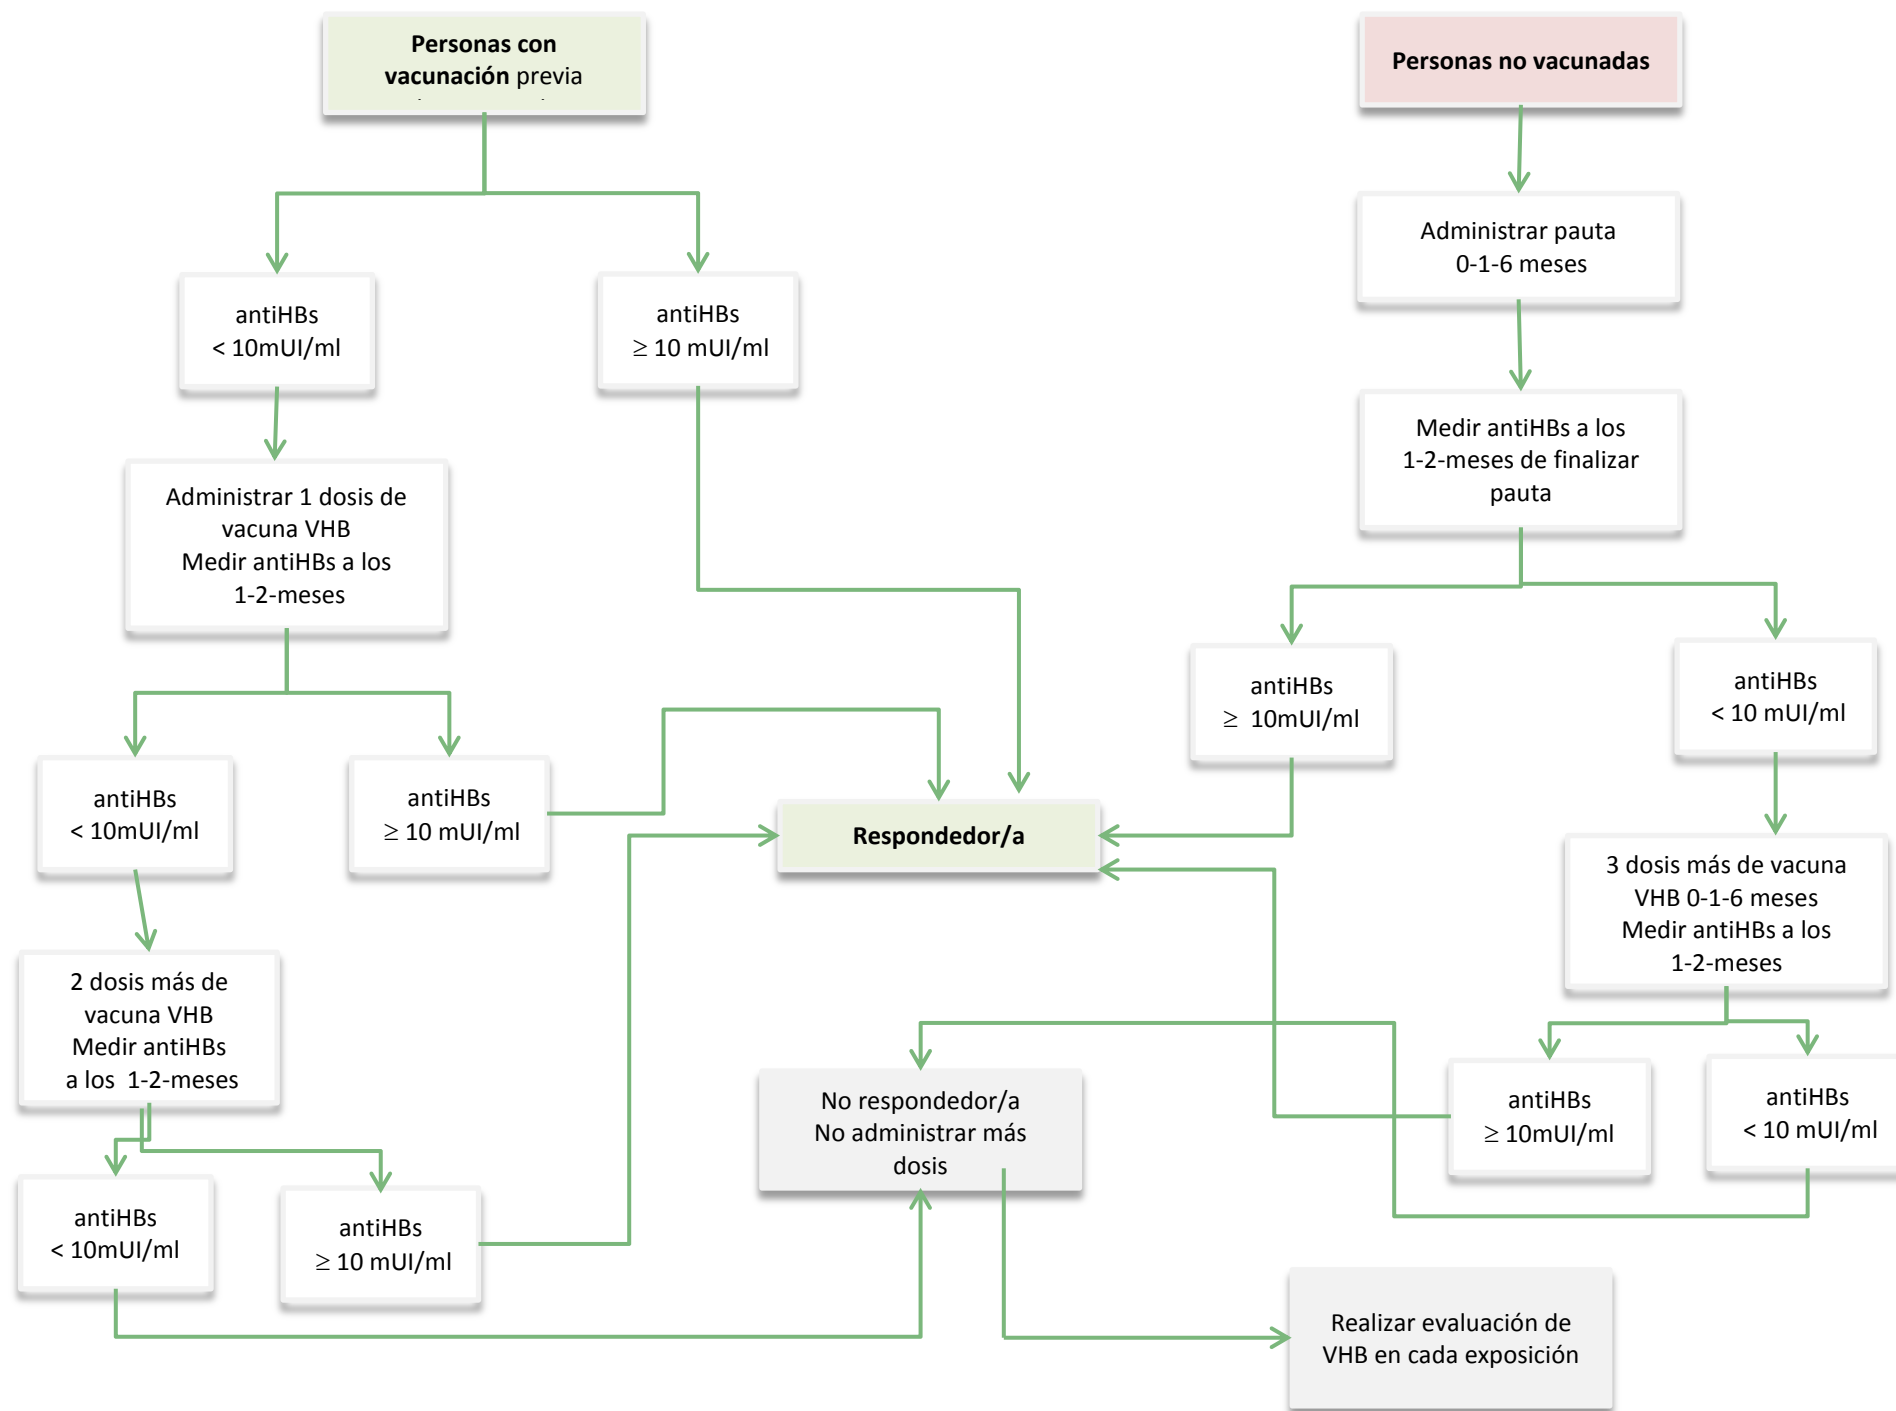 Personas con
vacunación previa
Personas no vacunadas
Administrar pauta
0-1-6 meses
antiHBs
< 10mUI/ml
antiHBs
≥ 10 mUI/ml
Medir antiHBs a los
1-2-meses de finalizar
pauta
Administrar 1 dosis de
vacuna VHB
Medir antiHBs a los
1-2-meses
antiHBs
≥ 10mUI/ml
antiHBs
< 10 mUI/ml
antiHBs
< 10mUI/ml
antiHBs
≥ 10 mUI/ml
Respondedor/a
3 dosis más de vacuna
VHB 0-1-6 meses
Medir antiHBs a los
1-2-meses
2 dosis más de
vacuna VHB
Medir antiHBs
a los 1-2-meses
No respondedor/a
No administrar más
dosis
antiHBs
≥ 10mUI/ml
antiHBs
< 10 mUI/ml
antiHBs
< 10mUI/ml
antiHBs
≥ 10 mUI/ml
Realizar evaluación de
VHB en cada exposición